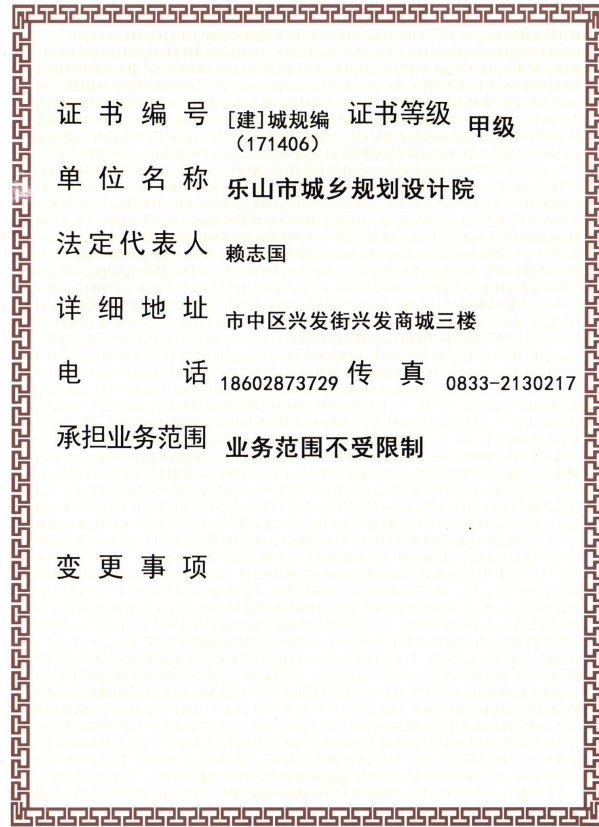 证书编号 [建]城规编（171406） 证书等级 甲级
单位名称 乐山市城乡规划设计院
法定代表人 赖志国
详细地址 市中区兴发街兴发商城三楼
电话 18602873729 传真 0833-2130217
承担业务范围 业务范围不受限制
变更事项